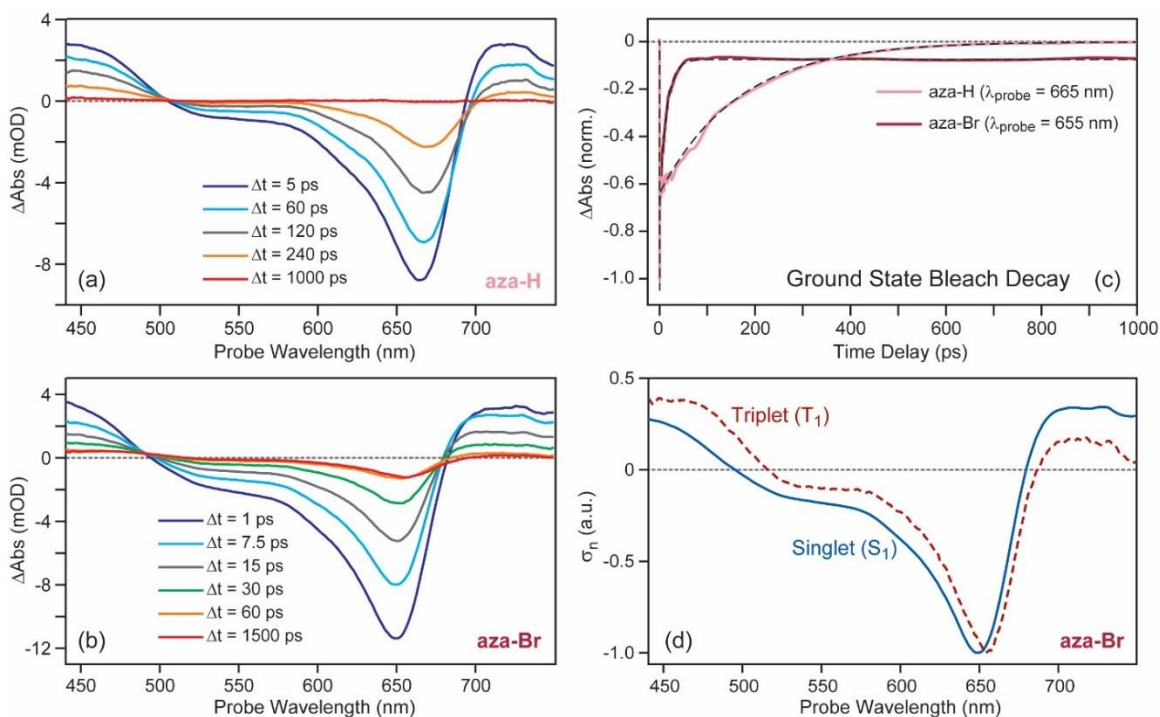 4
0
-4
-8
ΔAbs (mOD)
Δt = 5 ps
Δt = 60 ps
Δt = 120 ps
Δt = 240 ps
Δt = 1000 ps
(a)
aza-H
450 500 550 600 650 700
Probe Wavelength (nm)
0
-0.2
-0.4
-0.6
-0.8
-1.0
ΔAbs (norm.)
aza-H (λprobe = 665 nm)
aza-Br (λprobe = 655 nm)
Ground State Bleach Decay
(c)
0 200 400 600 800 1000
Time Delay (ps)
4
0
-4
-8
-12
ΔAbs (mOD)
Δt = 1 ps
Δt = 7.5 ps
Δt = 15 ps
Δt = 30 ps
Δt = 60 ps
Δt = 1500 ps
(b)
aza-Br
450 500 550 600 650 700
Probe Wavelength (nm)
0.5
0
-0.5
-1.0
σn (a.u.)
Triplet (T1)
Singlet (S1)
(d)
aza-Br
450 500 550 600 650 700
Probe Wavelength (nm)